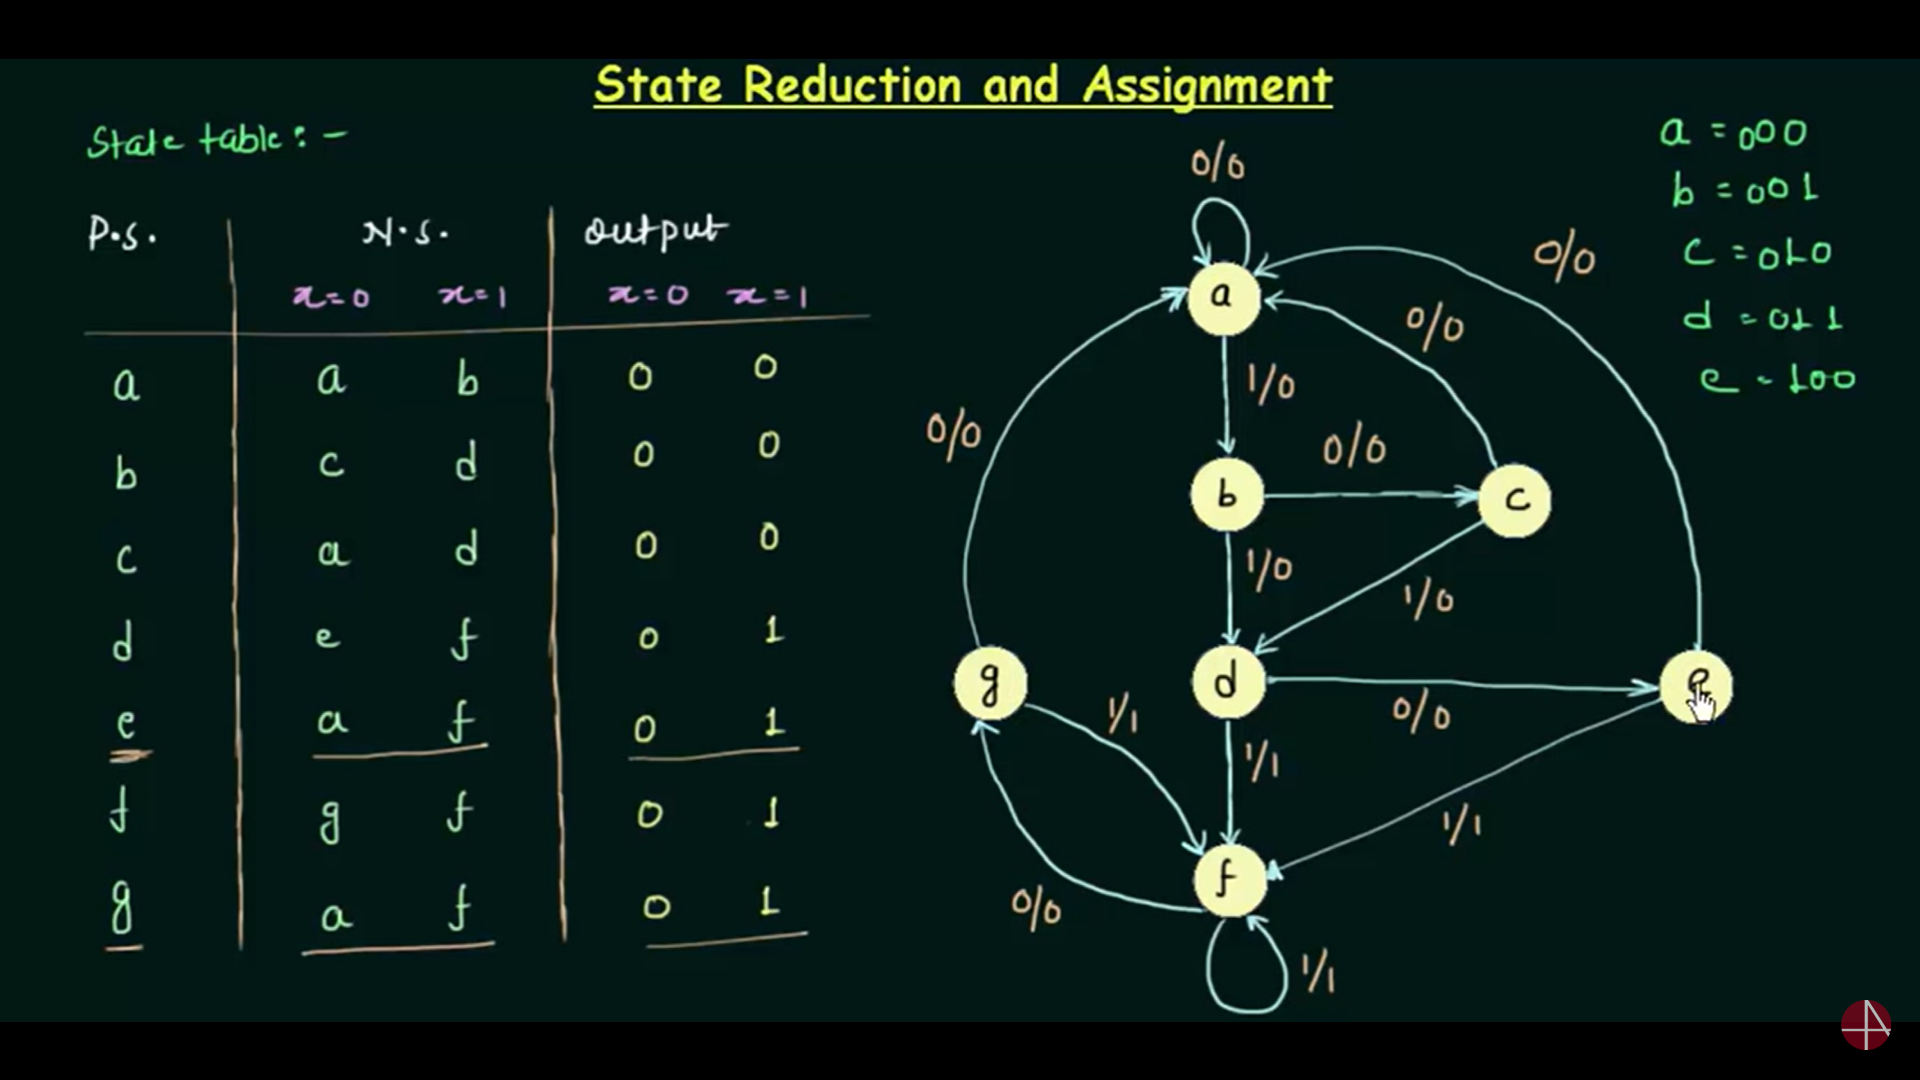 State Reduction and Assignment
State table:-
P.S. N.S. Output
x=0 x=1 x=0 x=1
a a b 0 0
b c d 0 0
c a d 0 0
d e f 0 1
e a f 0 1
f g f 0 1
g a f 0 1
a = 000
b = 001
c = 010
d = 011
e = 100
0/0
0/0
a
0/0
1/0
0/0
0/0
b
c
1/0
1/0
g
d
e
1/1
0/0
1/1
1/1
f
0/0
1/1